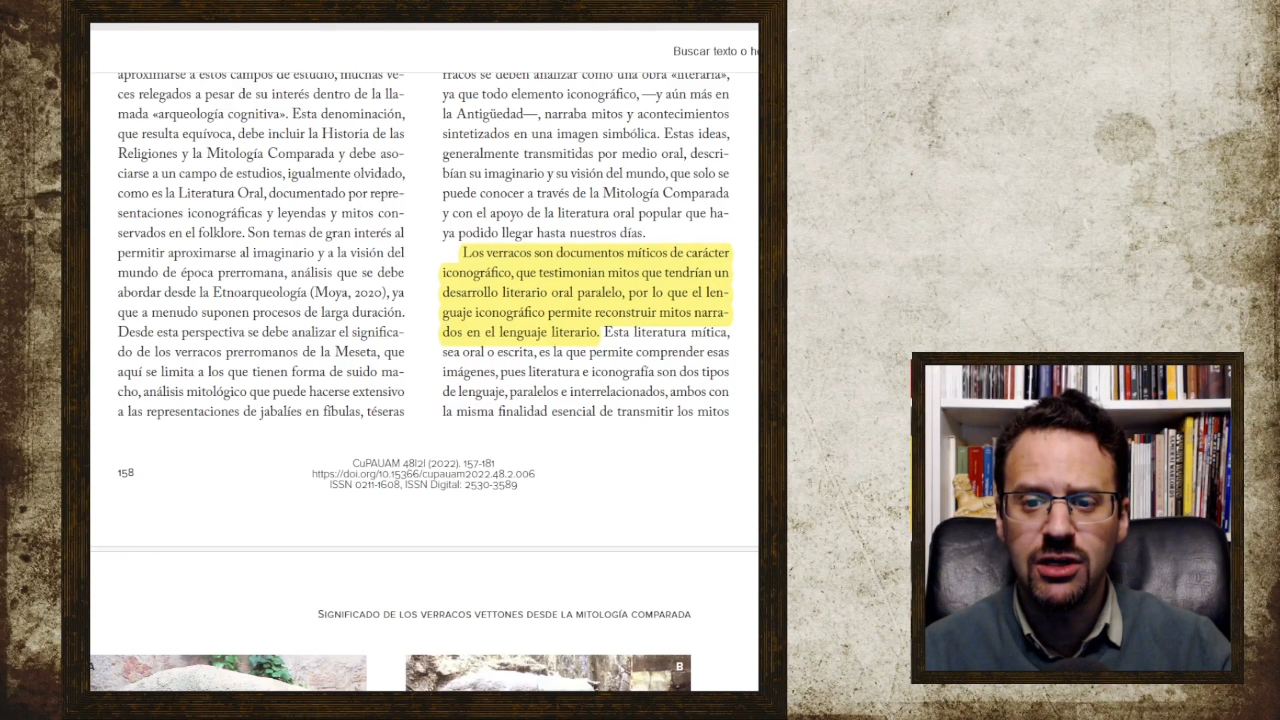 Buscar texto o he
aproximarse a estos campos de estudio, muchas ve-
ces relegados a pesar de su interés dentro de la lla-
mada «arqueología cognitiva». Esta denominación,
que resulta equívoca, debe incluir la Historia de las
Religiones y la Mitología Comparada y debe aso-
ciarse a un campo de estudios, igualmente olvidado,
como es la Literatura Oral, documentado por repre-
sentaciones iconográficas y leyendas y mitos con-
servados en el folklore. Son temas de gran interés al
permitir aproximarse al imaginario y a la visión del
mundo de época prerromana, análisis que se debe
abordar desde la Etnoarqueología (Moya, 2020), ya
que a menudo suponen procesos de larga duración.
Desde esta perspectiva se debe analizar el significa-
do de los verracos prerromanos de la Meseta, que
aquí se limita a los que tienen forma de suido ma-
cho, análisis mitológico que puede hacerse extensivo
a las representaciones de jabalíes en fíbulas, téseras
rracos se deben analizar como una obra «literaria»,
ya que todo elemento iconográfico, —y aún más en
la Antigüedad—, narraba mitos y acontecimientos
sintetizados en una imagen simbólica. Estas ideas,
generalmente transmitidas por medio oral, descri-
bían su imaginario y su visión del mundo, que solo se
puede conocer a través de la Mitología Comparada
y con el apoyo de la literatura oral popular que ha-
ya podido llegar hasta nuestros días.
Los verracos son documentos míticos de carácter
iconográfico, que testimonian mitos que tendrían un
desarrollo literario oral paralelo, por lo que el len-
guaje iconográfico permite reconstruir mitos narra-
dos en el lenguaje literario. Esta literatura mítica,
sea oral o escrita, es la que permite comprender esas
imágenes, pues literatura e iconografía son dos tipos
de lenguaje, paralelos e interrelacionados, ambos con
la misma finalidad esencial de transmitir los mitos
158
CuPAUAM 48|2| (2022). 157-181
https://doi.org/10.15366/cupauam2022.48.2.006
ISSN 0211-1608, ISSN Digital: 2530-3589
Significado de los verracos vettones desde la mitología comparada
A
B